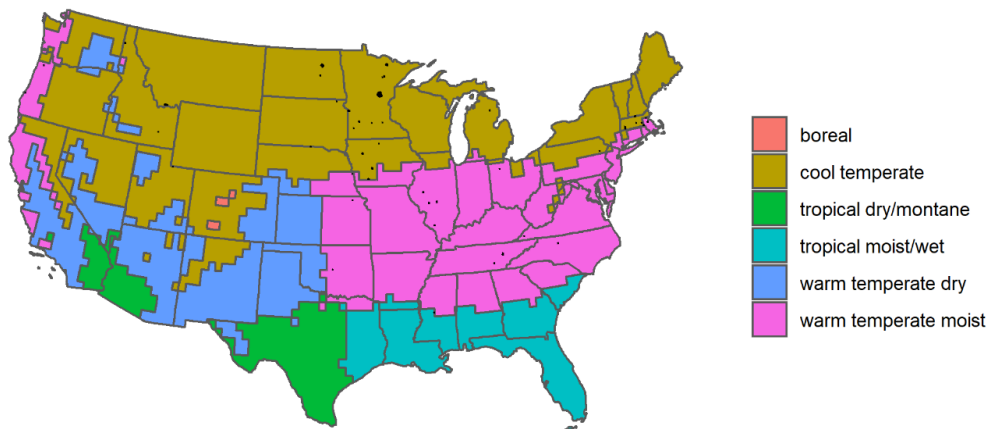 boreal
cool temperate
tropical dry/montane
tropical moist/wet
warm temperate dry
warm temperate moist